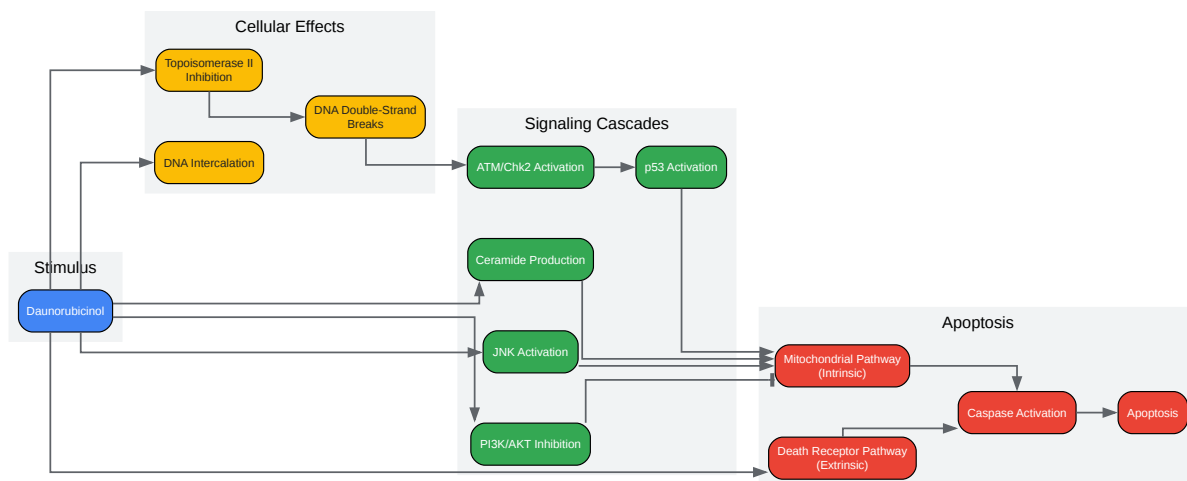 Cellular Effects
Topoisomerase II
Inhibition
DNA Double-Strand
Breaks
DNA Intercalation
Signaling Cascades
ATM/Chk2 Activation
p53 Activation
Ceramide Production
JNK Activation
PI3K/AKT Inhibition
Stimulus
Daunorubicinol
Apoptosis
Mitochondrial Pathway
(Intrinsic)
Caspase Activation
Apoptosis
Death Receptor Pathway
(Extrinsic)